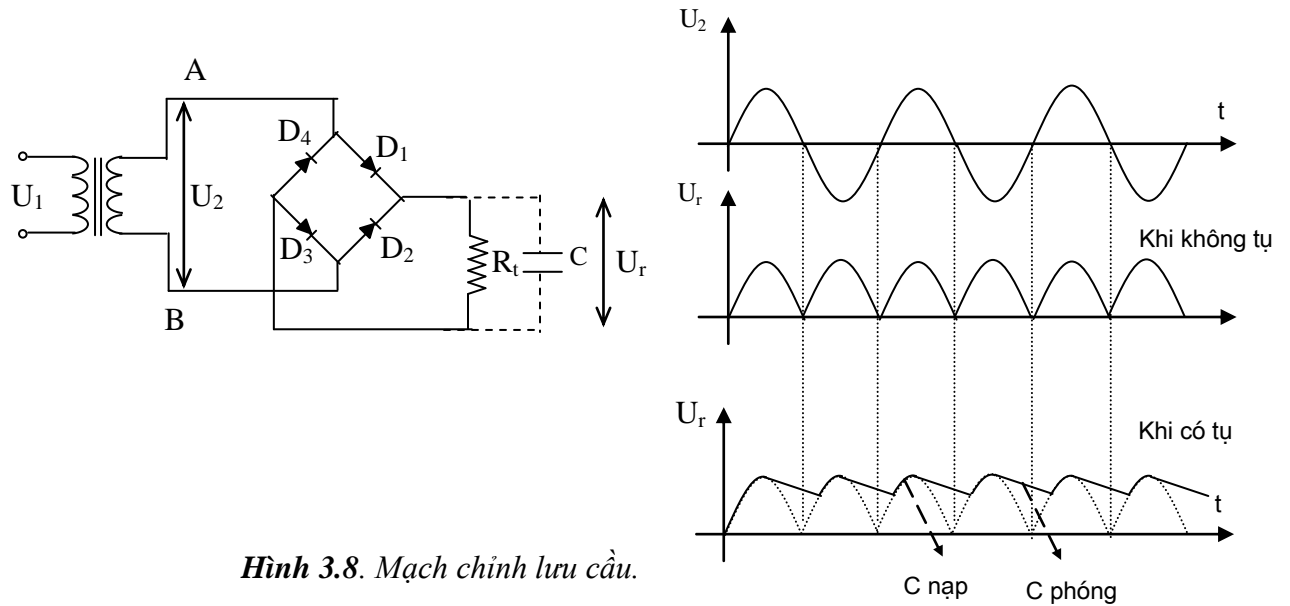 A
D₄
D₁
U₁
U₂
D₃
D₂
Rₜ
C
Uᵣ
B
U₂
t
Uᵣ
Khi không tụ
Uᵣ
Khi có tụ
t
C nạp
C phóng
Hình 3.8. Mạch chỉnh lưu cầu.